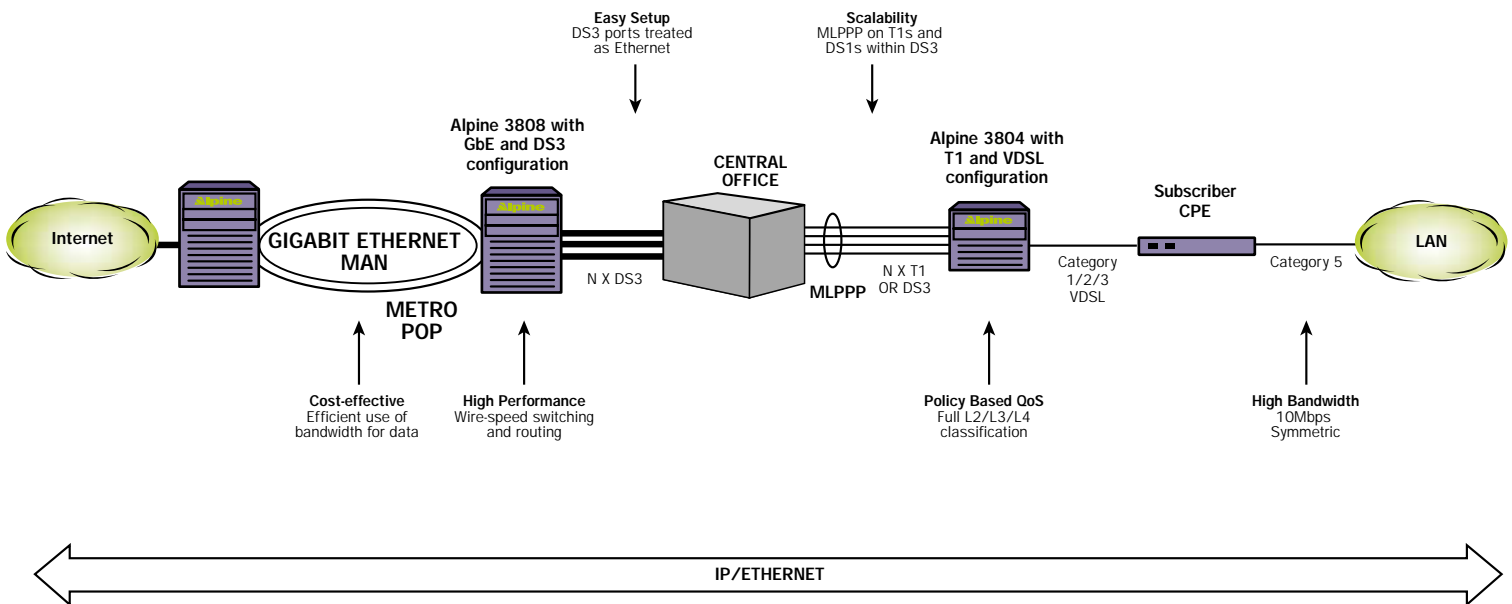 Easy Setup
DS3 ports treated
as Ethernet
Scalability
MLPPP on T1s and
DS1s within DS3
Alpine 3808 with
GbE and DS3
configuration
CENTRAL
OFFICE
Alpine 3804 with
T1 and VDSL
configuration
Subscriber
CPE
Internet
Alpine
GIGABIT ETHERNET
MAN
Alpine
N X DS3
MLPPP
N X T1
OR DS3
Alpine
Category
1/2/3
VDSL
Category 5
LAN
METRO
POP
Cost-effective
Efficient use of
bandwidth for data
High Performance
Wire-speed switching
and routing
Policy Based QoS
Full L2/L3/L4
classification
High Bandwidth
10Mbps
Symmetric
IP/ETHERNET